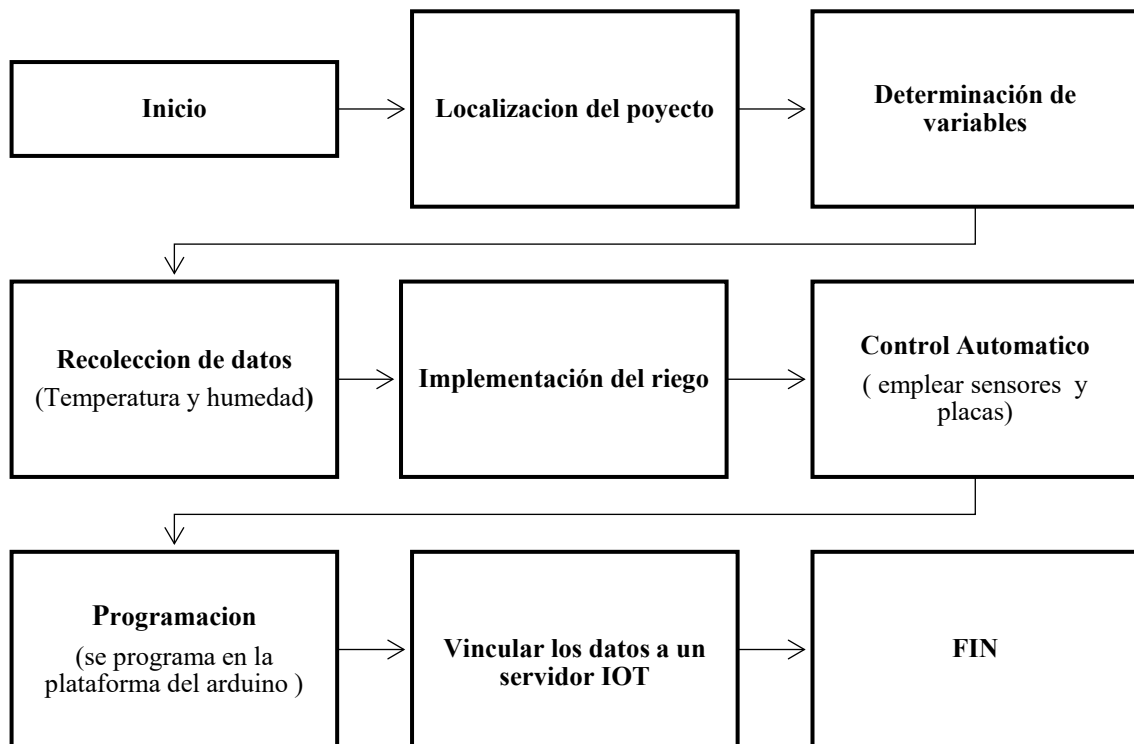 Inicio
Localizacion del poyecto
Determinación de
variables
Recoleccion de datos
(Temperatura y humedad)
Implementación del riego
Control Automatico
( emplear sensores y
placas)
Programacion
(se programa en la
plataforma del arduino )
Vincular los datos a un
servidor IOT
FIN